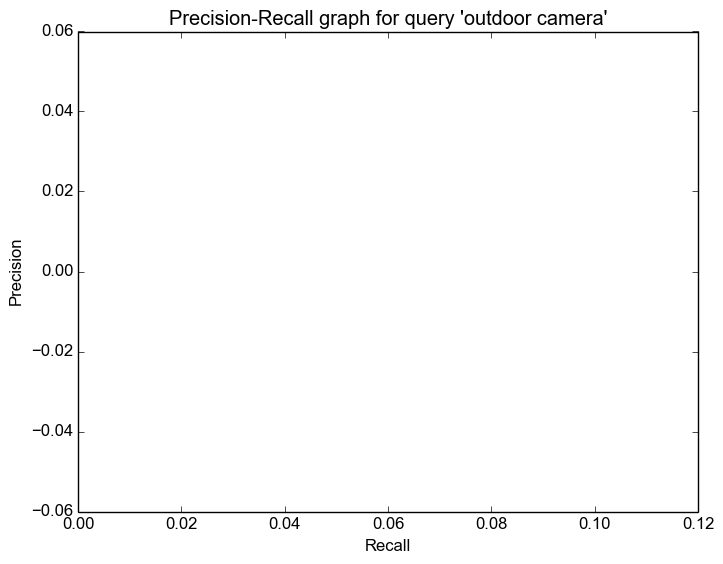 Precision-Recall graph for query 'outdoor camera'
0.06
0.04
0.02
0.00
−0.02
−0.04
−0.06
Precision
0.00 0.02 0.04 0.06 0.08 0.10 0.12
Recall